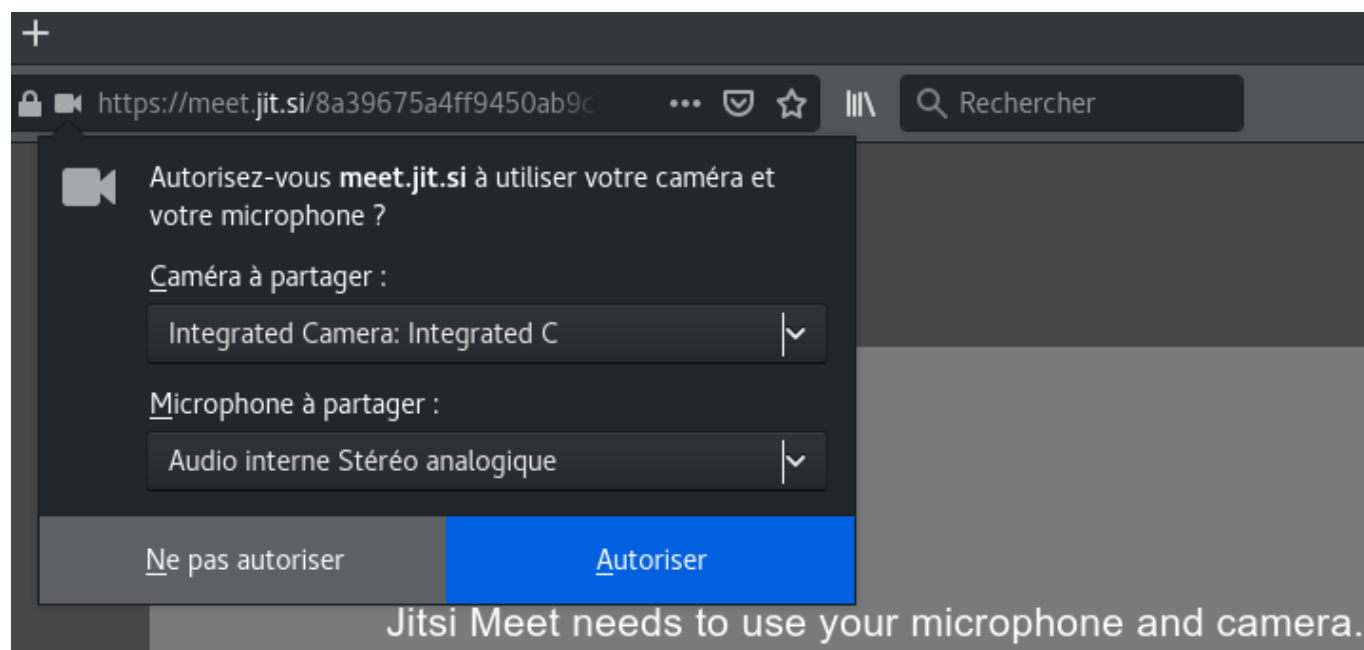 https://meet.jit.si/8a39675a4ff9450ab9c
Rechercher
Autorisez-vous meet.jit.si à utiliser votre caméra et
votre microphone ?
Caméra à partager :
Integrated Camera: Integrated C
Microphone à partager :
Audio interne Stéréo analogique
Ne pas autoriser
Autoriser
Jitsi Meet needs to use your microphone and camera.